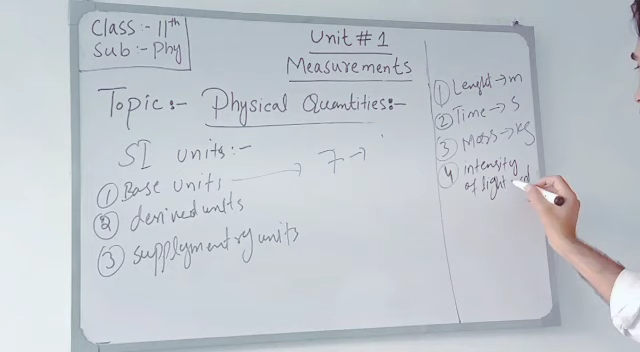 Class:- 11th
Sub:- Phy
Unit # 1
Measurements
Topic:- Physical Quantities:-
SI units:-
① Base units → 7 →
② derived units
③ supplymentry units
① Lenght → m
② Time → S
③ Mass → Kg
④ intensity
of light